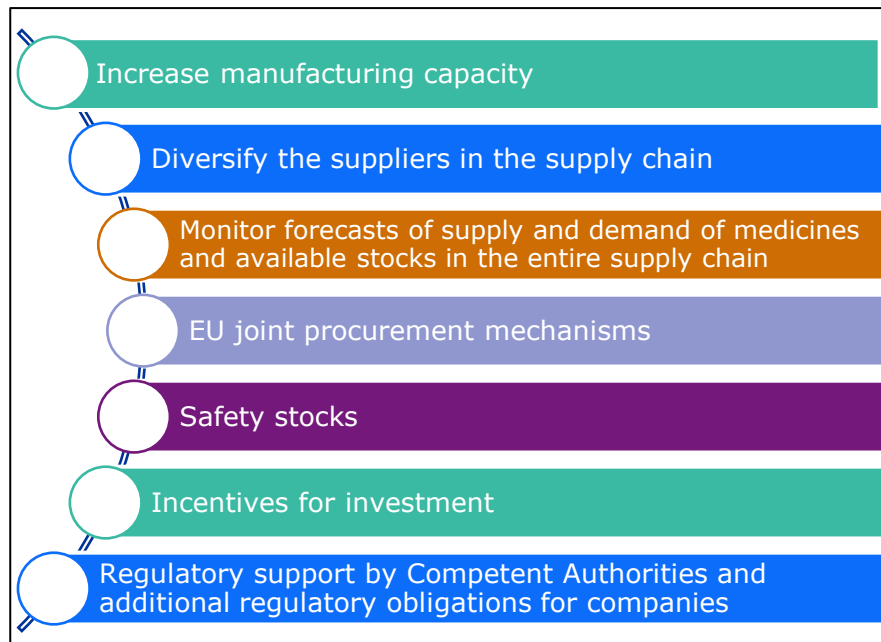 Increase manufacturing capacity
Diversify the suppliers in the supply chain
Monitor forecasts of supply and demand of medicines
and available stocks in the entire supply chain
EU joint procurement mechanisms
Safety stocks
Incentives for investment
Regulatory support by Competent Authorities and
additional regulatory obligations for companies